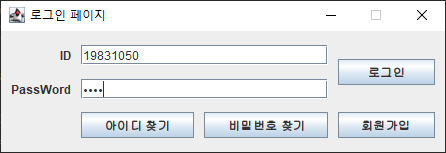 로그인 페이지
ID 19831050
로그인
PassWord ••••
아이디 찾기 비밀번호 찾기 회원가입